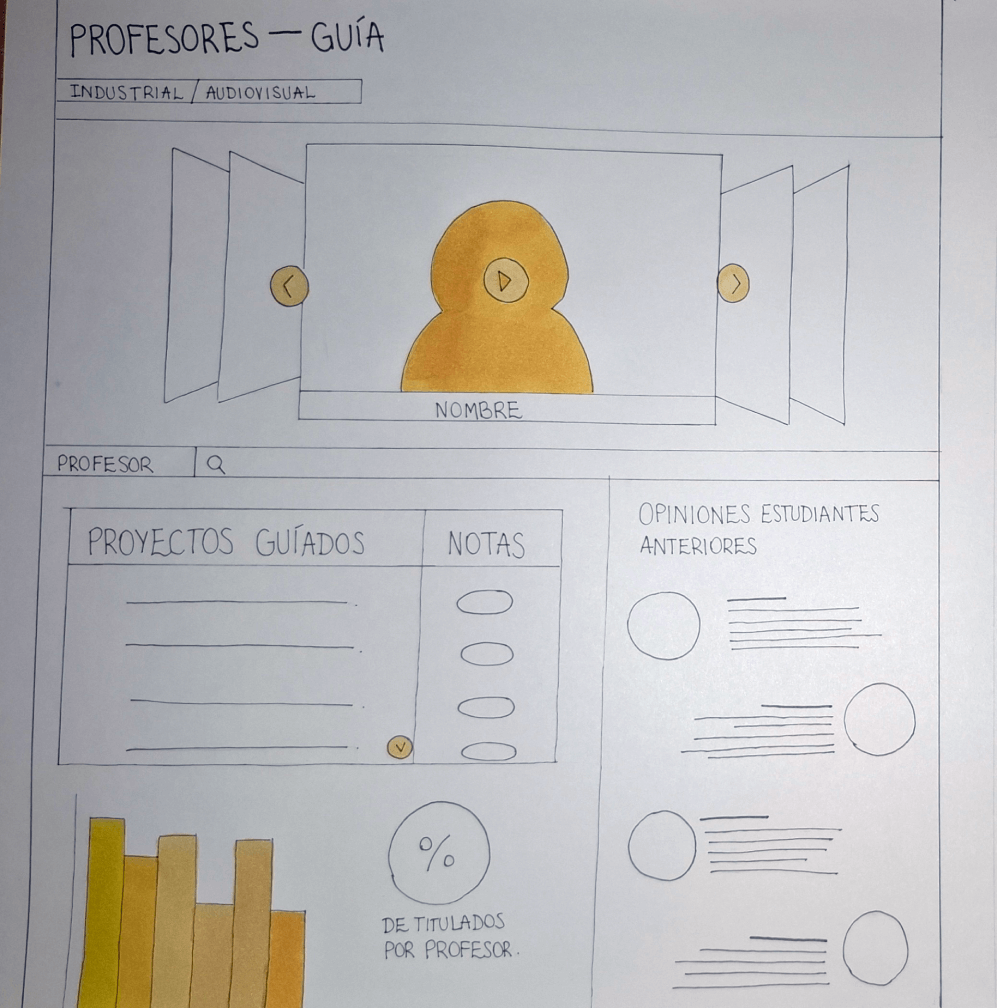 PROFESORES — GUÍA
INDUSTRIAL / AUDIOVISUAL
NOMBRE
PROFESOR
PROYECTOS GUÍADOS
NOTAS
OPINIONES ESTUDIANTES
ANTERIORES
%
DE TITULADOS
POR PROFESOR.